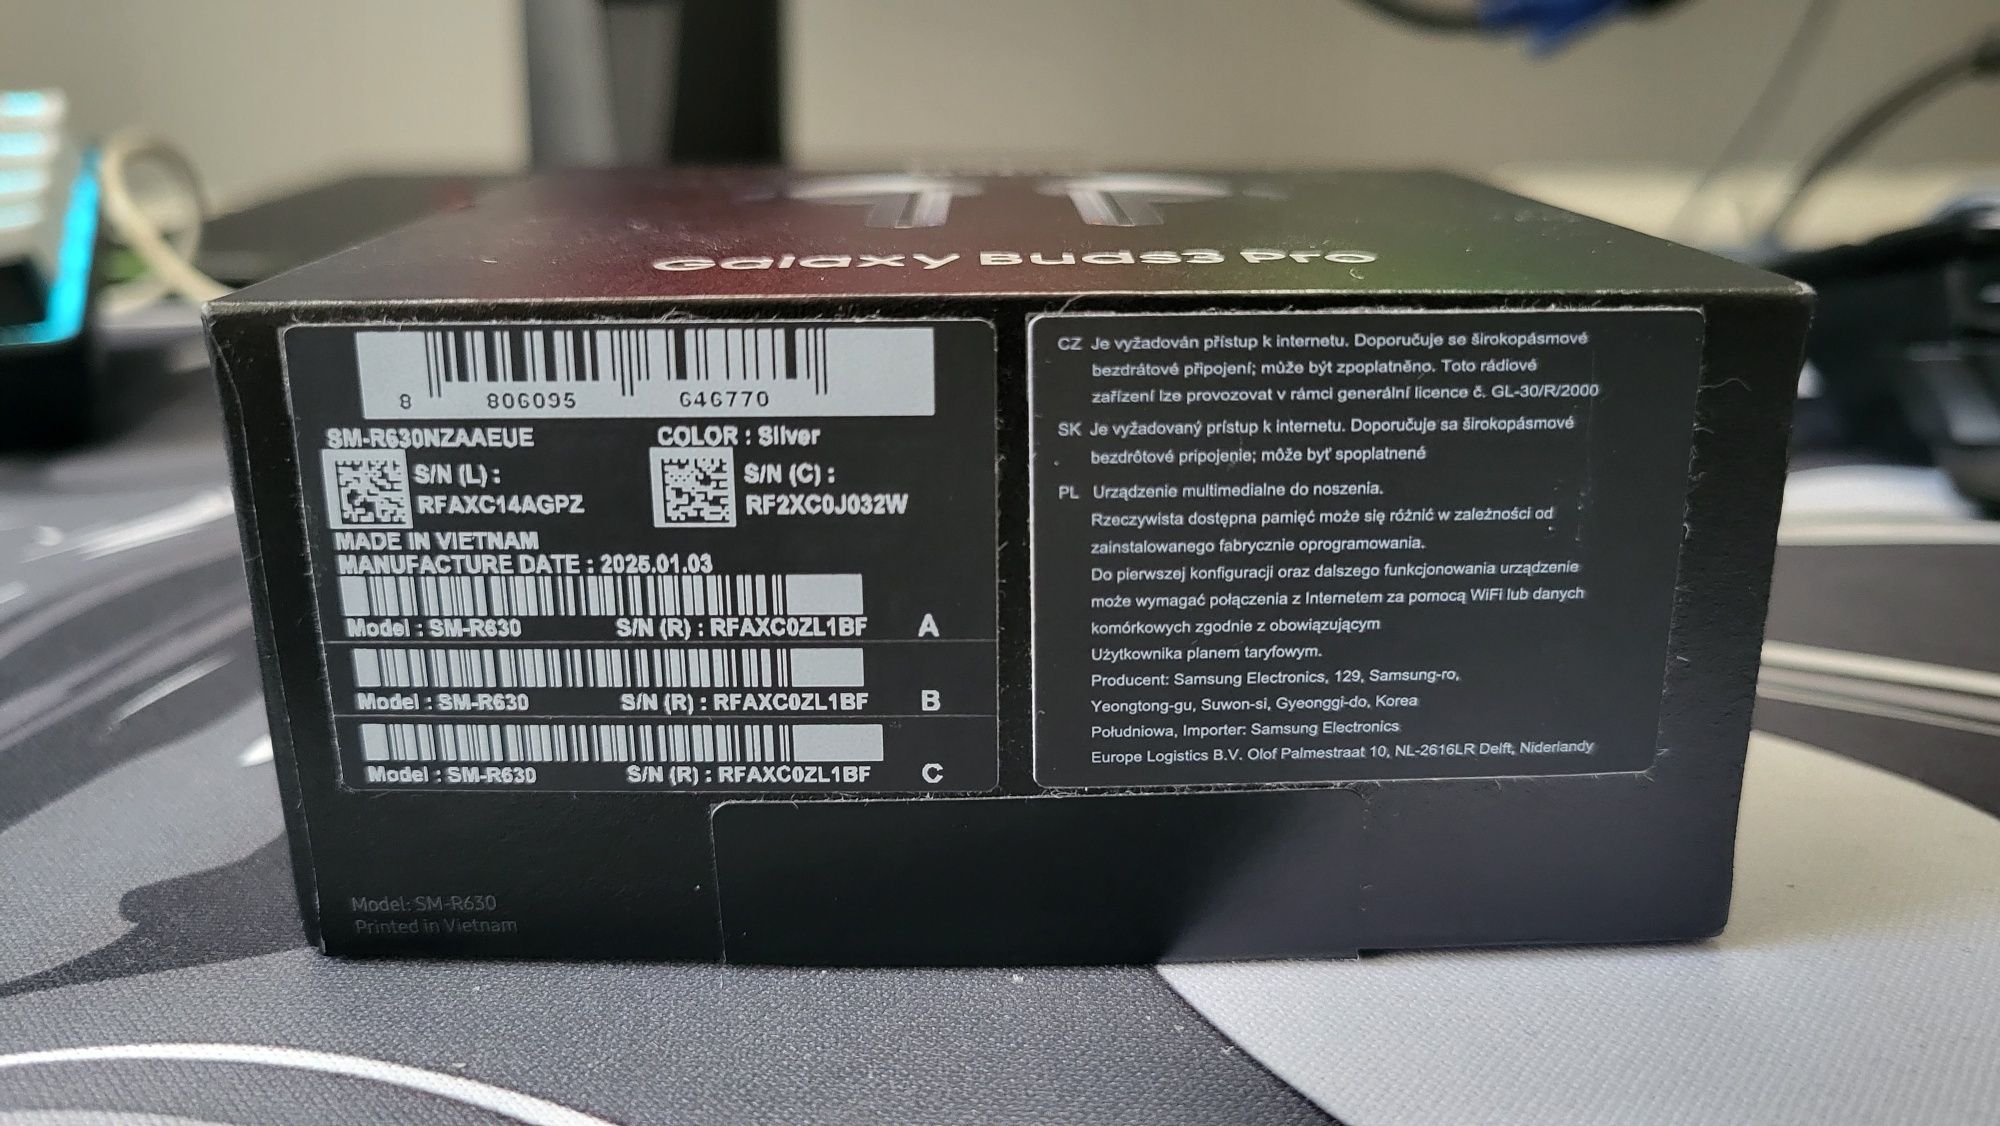 Galaxy Buds3 Pro
8 806095 646770
SM-R630NZAAEUE
COLOR : Silver
S/N (L) :
RFAXC14AGPZ
S/N (C) :
RF2XC0J032W
MADE IN VIETNAM
MANUFACTURE DATE : 2025.01.03
Model : SM-R630 S/N (R) : RFAXC0ZL1BF A
Model : SM-R630 S/N (R) : RFAXC0ZL1BF B
Model : SM-R630 S/N (R) : RFAXC0ZL1BF C
Model: SM-R630
Printed in Vietnam
CZ Je vyžadován přístup k internetu. Doporučuje se širokopásmové
bezdrátové připojení; může být zpoplatněno. Toto rádiové
zařízení lze provozovat v rámci generální licence č. GL-30/R/2000
SK Je vyžadovaný prístup k internetu. Doporučuje sa širokopásmové
bezdrôtové pripojenie; môže byť spoplatnené
PL Urządzenie multimedialne do noszenia.
Rzeczywista dostępna pamięć może się różnić w zależności od
zainstalowanego fabrycznie oprogramowania.
Do pierwszej konfiguracji oraz dalszego funkcjonowania urządzenie
może wymagać połączenia z Internetem za pomocą WiFi lub danych
komórkowych zgodnie z obowiązującym
Użytkownika planem taryfowym.
Producent: Samsung Electronics, 129, Samsung-ro,
Yeongtong-gu, Suwon-si, Gyeonggi-do, Korea
Południowa, Importer: Samsung Electronics
Europe Logistics B.V. Olof Palmestraat 10, NL-2616LR Delft, Niderlandy